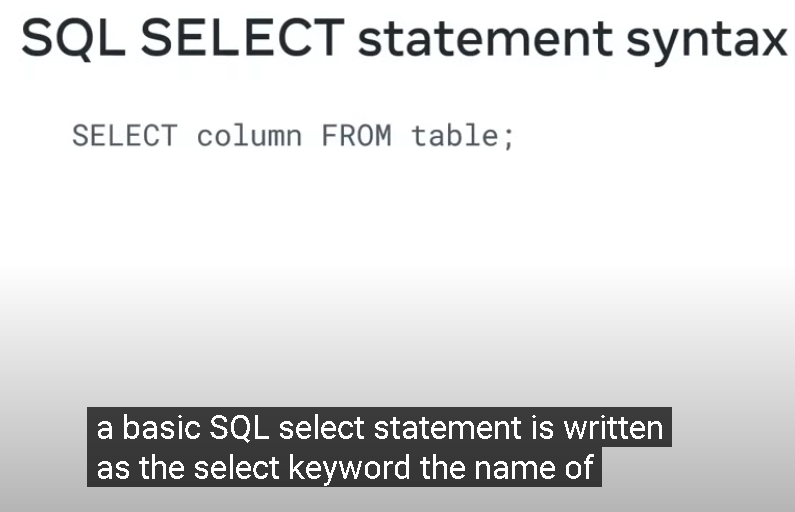 SQL SELECT statement syntax
SELECT column FROM table;
a basic SQL select statement is written
as the select keyword the name of